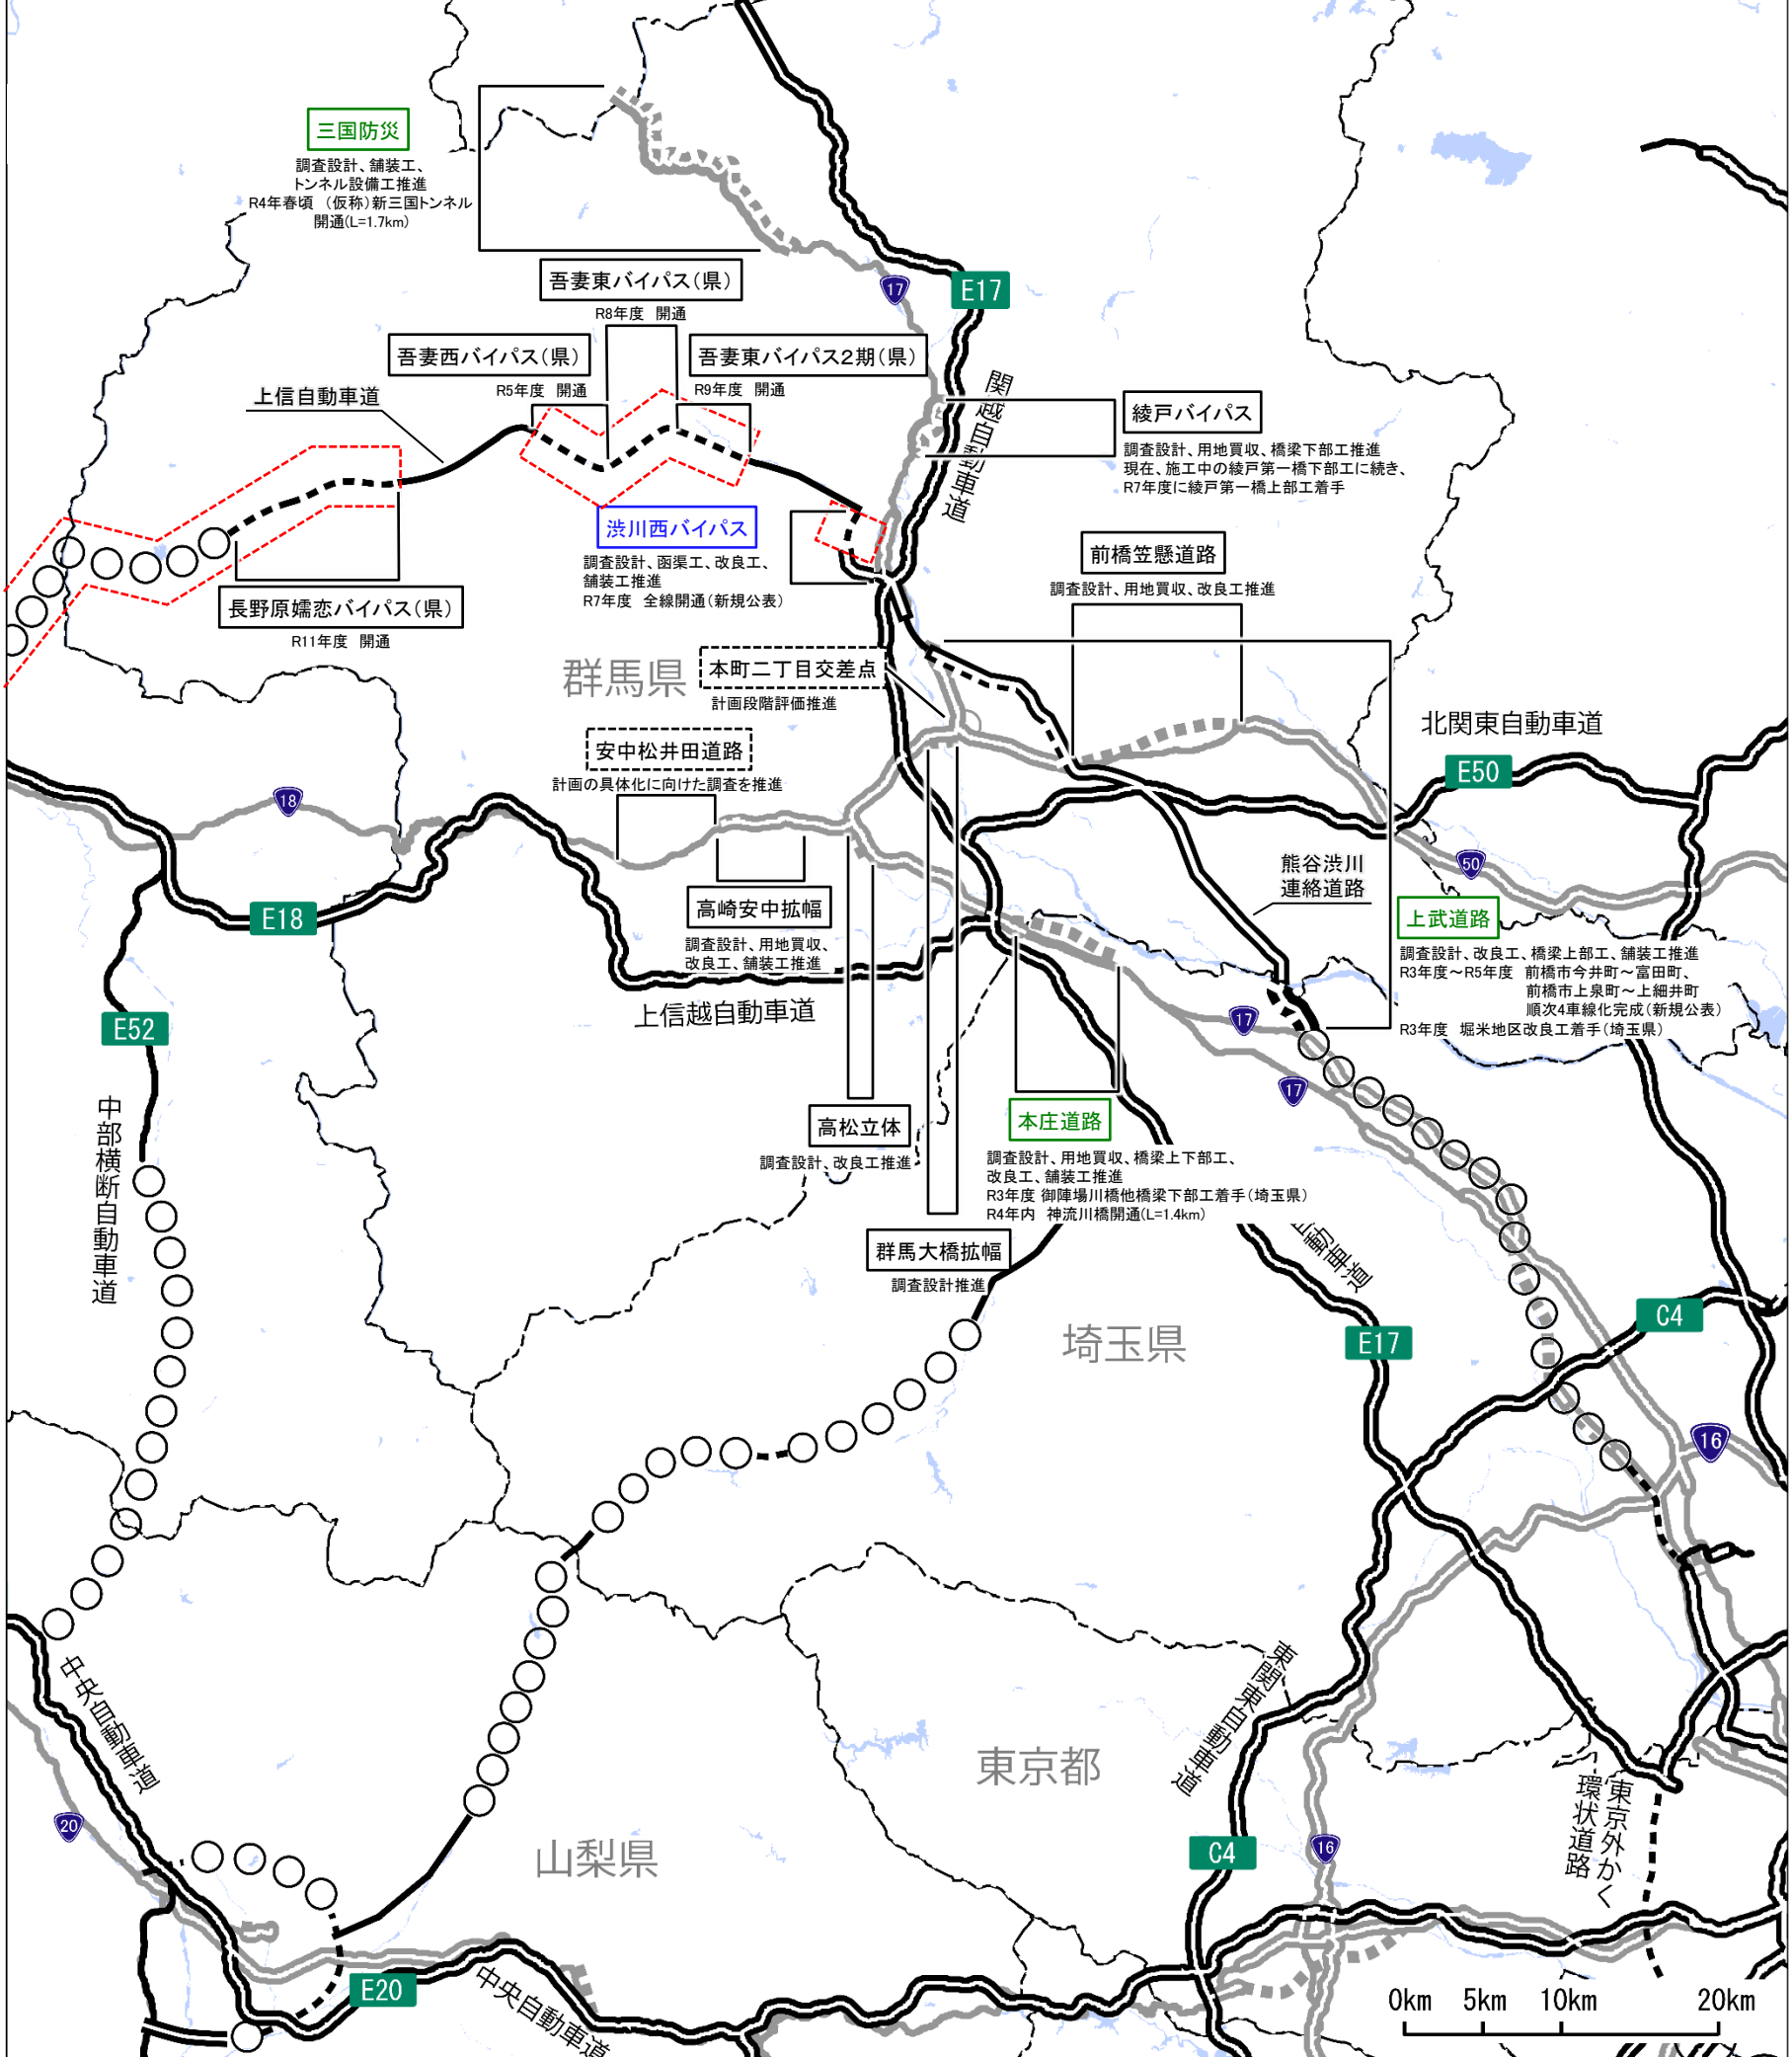 三国防災
調査設計、舗装工、
トンネル設備工推進
R4年春頃　（仮称）新三国トンネル
開通(L=1.7km)
吾妻東バイパス（県）
R8年度　開通
17
E17
吾妻西バイパス（県）
R5年度　開通
吾妻東バイパス2期（県）
R9年度　開通
上信自動車道
関越自動車道
綾戸バイパス
調査設計、用地買収、橋梁下部工推進
現在、施工中の綾戸第一橋下部工に続き、
R7年度に綾戸第一橋上部工着手
渋川西バイパス
調査設計、函渠工、改良工、
舗装工推進
R7年度　全線開通（新規公表）
前橋笠懸道路
調査設計、用地買収、改良工推進
長野原嬬恋バイパス（県）
R11年度　開通
群馬県
本町二丁目交差点
計画段階評価推進
北関東自動車道
E50
安中松井田道路
計画の具体化に向けた調査を推進
18
50
熊谷渋川
連絡道路
E18
高崎安中拡幅
調査設計、用地買収、
改良工、舗装工推進
上武道路
調査設計、改良工、橋梁上部工、舗装工推進
R3年度～R5年度　前橋市今井町～富田町、
前橋市上泉町～上細井町
順次4車線化完成（新規公表）
R3年度　堀米地区改良工着手（埼玉県）
上信越自動車道
E52
17
17
中部横断自動車道
高松立体
調査設計、改良工推進
本庄道路
調査設計、用地買収、橋梁上下部工、
改良工、舗装工推進
R3年度 御陣場川橋他橋梁下部工着手（埼玉県）
R4年内　神流川橋開通(L=1.4km)
群馬大橋拡幅
調査設計推進
動車道
埼玉県
E17
C4
16
中央自動車道
東関東自動車道
東京都
東京外かく
環状道路
20
山梨県
C4
16
E20
中央自動車道
0km 5km 10km 20km